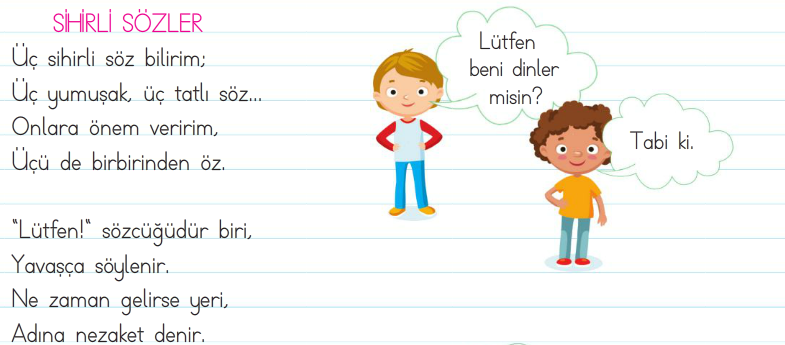 SİHİRLİ SÖZLER
Üç sihirli söz bilirim;
Üç yumuşak, üç tatlı söz...
Onlara önem veririm,
Üçü de birbirinden öz.
"Lütfen!" sözcüğüdür biri,
Yavaşça söylenir.
Ne zaman gelirse yeri,
Adına nezaket denir.
Lütfen
beni dinler
misin?
Tabi ki.